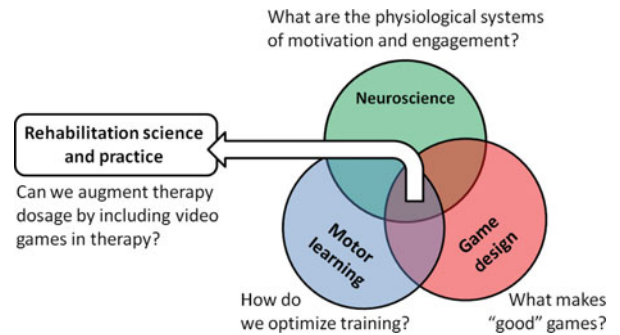 What are the physiological systems
of motivation and engagement?
Neuroscience
Rehabilitation science
and practice
Can we augment therapy
dosage by including video
games in therapy?
Motor
learning
Game
design
How do
we optimize training?
What makes
“good” games?